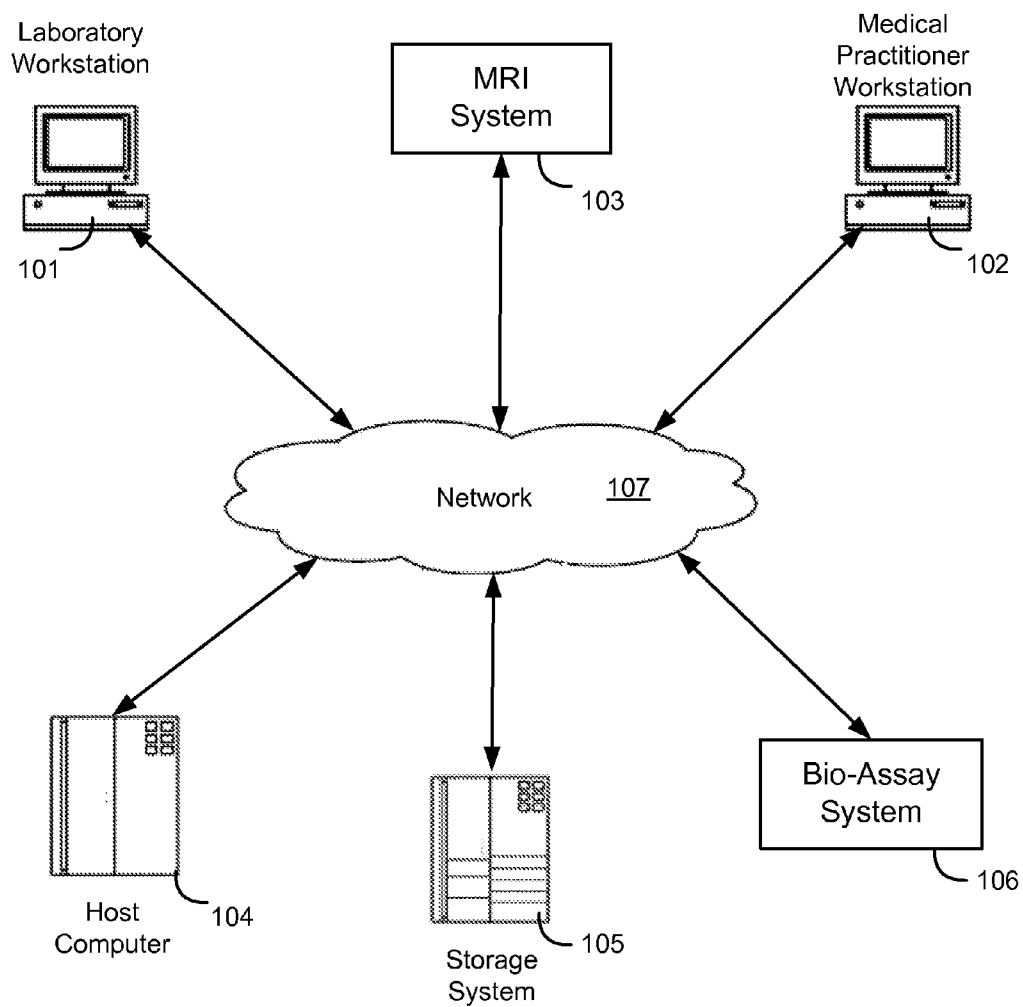 Laboratory
Workstation
101
MRI
System
103
Medical
Practitioner
Workstation
102
Network 107
Host
Computer
104
Storage
System
105
Bio-Assay
System
106